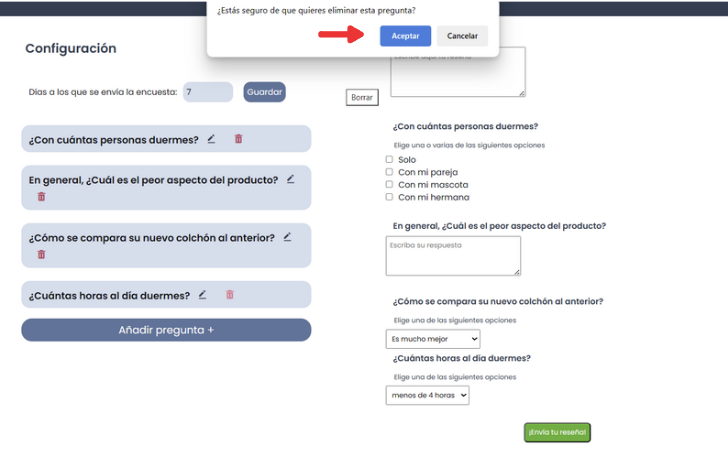 ¿Estás seguro de que quieres eliminar esta pregunta?
Aceptar
Cancelar
Configuración
Días a los que se envía la encuesta:
7
Guardar
Borrar
¿Con cuántas personas duermes?
En general, ¿Cuál es el peor aspecto del producto?
¿Cómo se compara su nuevo colchón al anterior?
¿Cuántas horas al día duermes?
Añadir pregunta +
¿Con cuántas personas duermes?
Elige una o varias de las siguientes opciones
Solo
Con mi pareja
Con mi mascota
Con mi hermana
En general, ¿Cuál es el peor aspecto del producto?
Escriba su respuesta
¿Cómo se compara su nuevo colchón al anterior?
Elige una de las siguientes opciones
Es mucho mejor
¿Cuántas horas al día duermes?
Elige una de las siguientes opciones
menos de 4 horas
¡Envía tu reseña!